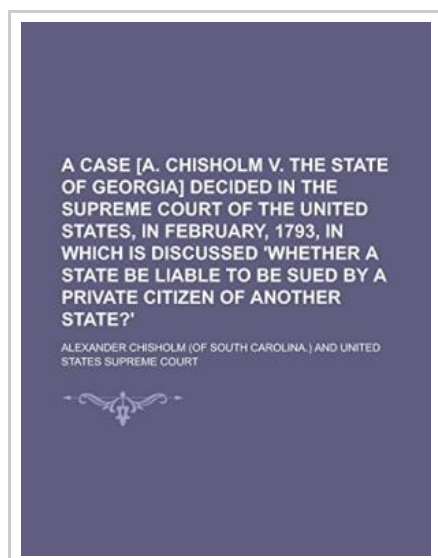 A CASE [A. CHISHOLM V. THE STATE
OF GEORGIA] DECIDED IN THE
SUPREME COURT OF THE UNITED
STATES, IN FEBRUARY, 1793, IN
WHICH IS DISCUSSED 'WHETHER A
STATE BE LIABLE TO BE SUED BY A
PRIVATE CITIZEN OF ANOTHER
STATE?'
ALEXANDER CHISHOLM (OF SOUTH CAROLINA.) AND UNITED
STATES SUPREME COURT